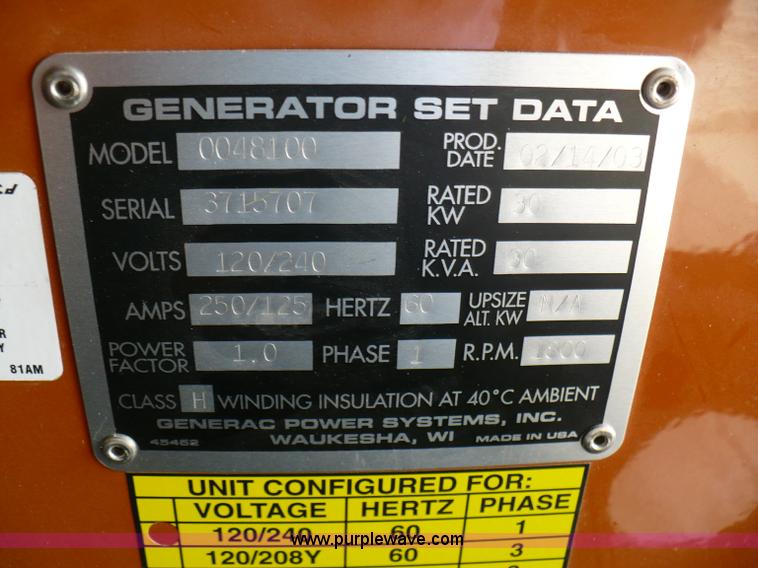 GENERATOR SET DATA
MODEL 0048100 PROD. DATE 02/14/03
SERIAL 3715707 RATED KW 30
VOLTS 120/240 RATED K.V.A. 30
AMPS 250/125 HERTZ 60 UPSIZE ALT. KW N/A
POWER FACTOR 1.0 PHASE 1 R.P.M. 1800
CLASS H WINDING INSULATION AT 40°C AMBIENT
GENERAC POWER SYSTEMS, INC.
45462 WAUKESHA, WI MADE IN USA
81AM
UNIT CONFIGURED FOR:
VOLTAGE HERTZ PHASE
120/240 60 1
www.purplewave.com
120/208Y 60 3